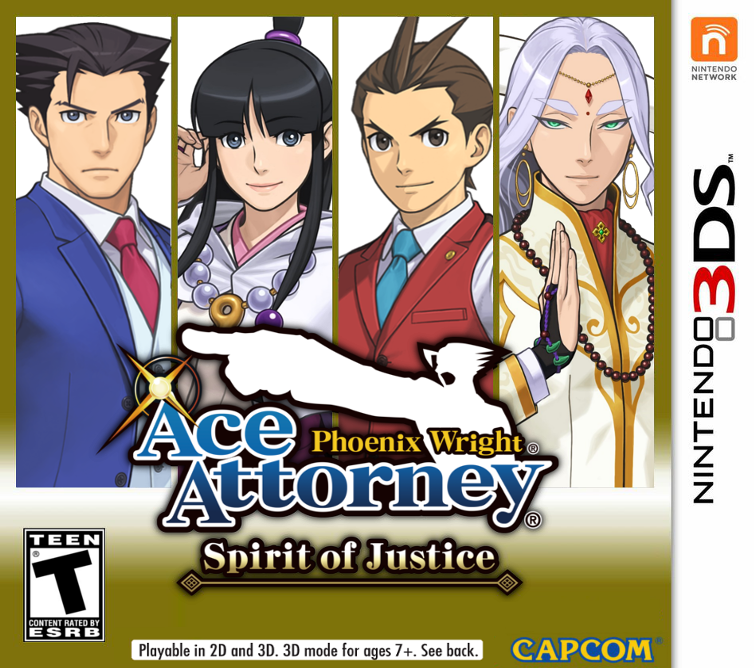 NINTENDO
NETWORK
NINTENDO 3DS™
Phoenix Wright®
Ace
Attorney®
Spirit of Justice
TEEN
®
T
CONTENT RATED BY
ESRB
Playable in 2D and 3D. 3D mode for ages 7+. See back.
CAPCOM®